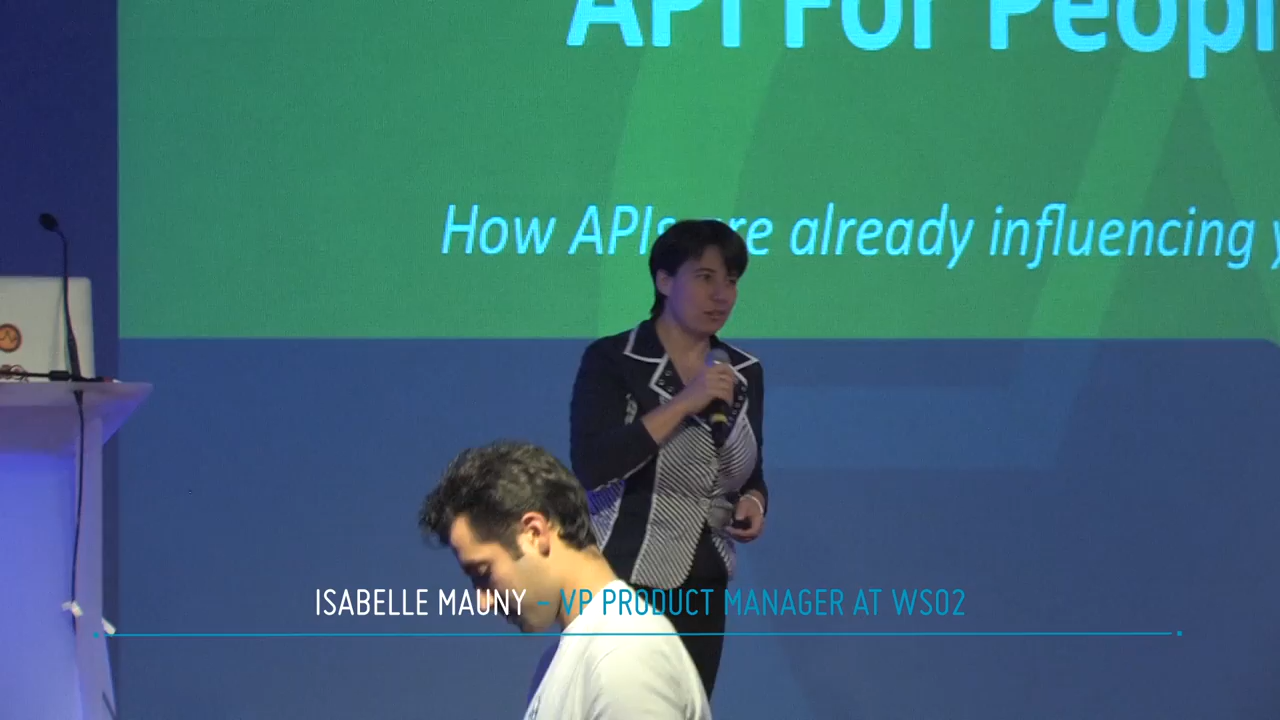 API For Peopl
How APIs are already influencing y
ISABELLE MAUNY – VP PRODUCT MANAGER AT WSO2